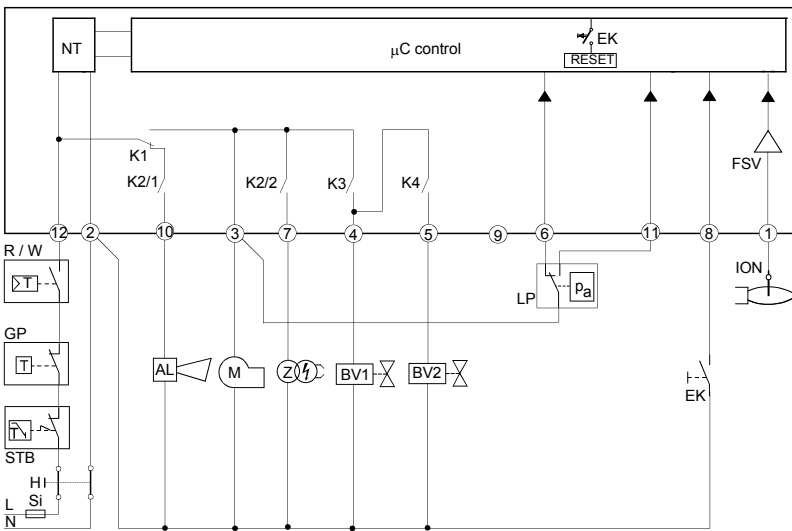 NT
μC control
EK
RESET
K1
K2/1
K2/2
K3
K4
FSV
12
2
10
3
7
4
5
9
6
11
8
1
R / W
T
GP
T
STB
T
H
Si
L
N
AL
M
Z
BV1
BV2
LP
pa
ION
EK